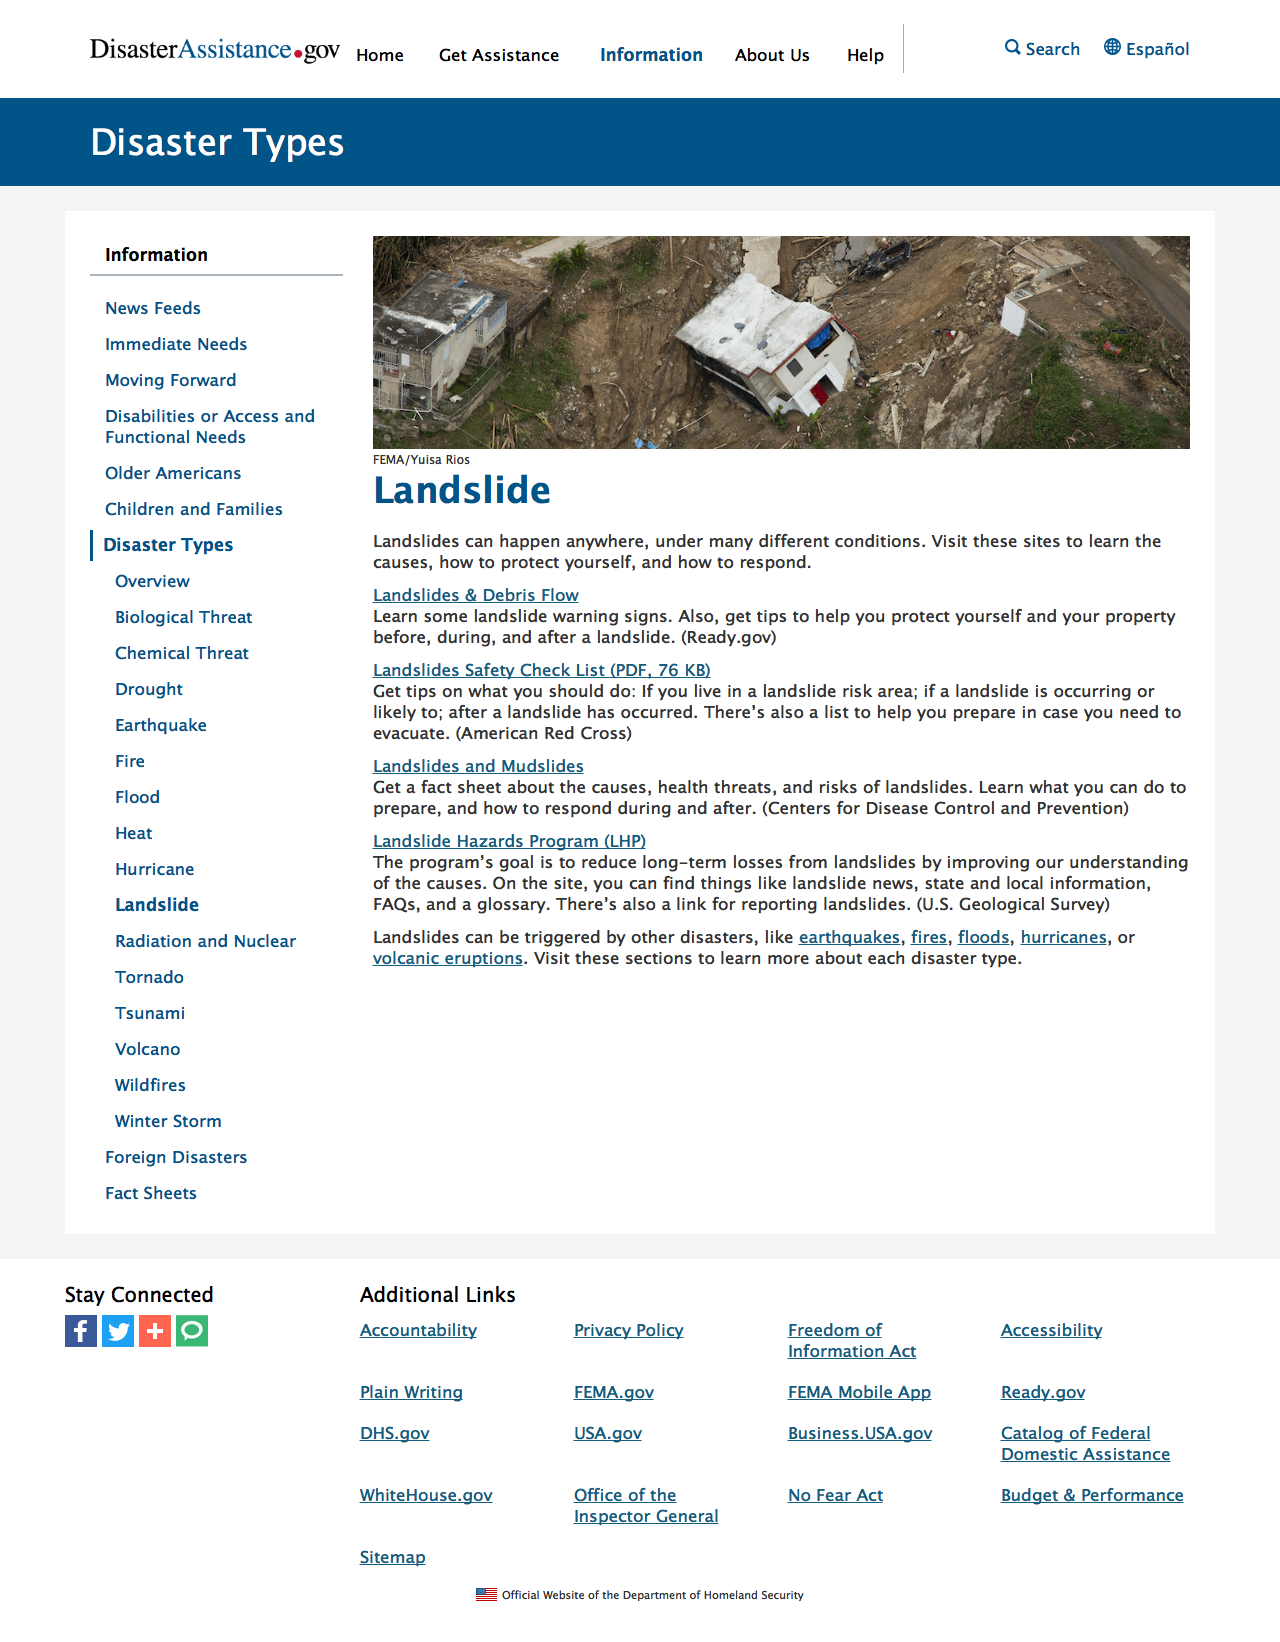 DisasterAssistance.gov
Home
Get Assistance
Information
About Us
Help
Search
Español
Disaster Types
Information
News Feeds
Immediate Needs
Moving Forward
Disabilities or Access and
Functional Needs
Older Americans
Children and Families
Disaster Types
Overview
Biological Threat
Chemical Threat
Drought
Earthquake
Fire
Flood
Heat
Hurricane
Landslide
Radiation and Nuclear
Tornado
Tsunami
Volcano
Wildfires
Winter Storm
Foreign Disasters
Fact Sheets
FEMA/Yuisa Rios
Landslide
Landslides can happen anywhere, under many different conditions. Visit these sites to learn the
causes, how to protect yourself, and how to respond.
Landslides & Debris Flow
Learn some landslide warning signs. Also, get tips to help you protect yourself and your property
before, during, and after a landslide. (Ready.gov)
Landslides Safety Check List (PDF, 76 KB)
Get tips on what you should do: If you live in a landslide risk area; if a landslide is occurring or
likely to; after a landslide has occurred. There's also a list to help you prepare in case you need to
evacuate. (American Red Cross)
Landslides and Mudslides
Get a fact sheet about the causes, health threats, and risks of landslides. Learn what you can do to
prepare, and how to respond during and after. (Centers for Disease Control and Prevention)
Landslide Hazards Program (LHP)
The program's goal is to reduce long-term losses from landslides by improving our understanding
of the causes. On the site, you can find things like landslide news, state and local information,
FAQs, and a glossary. There's also a link for reporting landslides. (U.S. Geological Survey)
Landslides can be triggered by other disasters, like earthquakes, fires, floods, hurricanes, or
volcanic eruptions. Visit these sections to learn more about each disaster type.
Stay Connected
Additional Links
Accountability
Privacy Policy
Freedom of
Information Act
Accessibility
Plain Writing
FEMA.gov
FEMA Mobile App
Ready.gov
DHS.gov
USA.gov
Business.USA.gov
Catalog of Federal
Domestic Assistance
WhiteHouse.gov
Office of the
Inspector General
No Fear Act
Budget & Performance
Sitemap
Official Website of the Department of Homeland Security